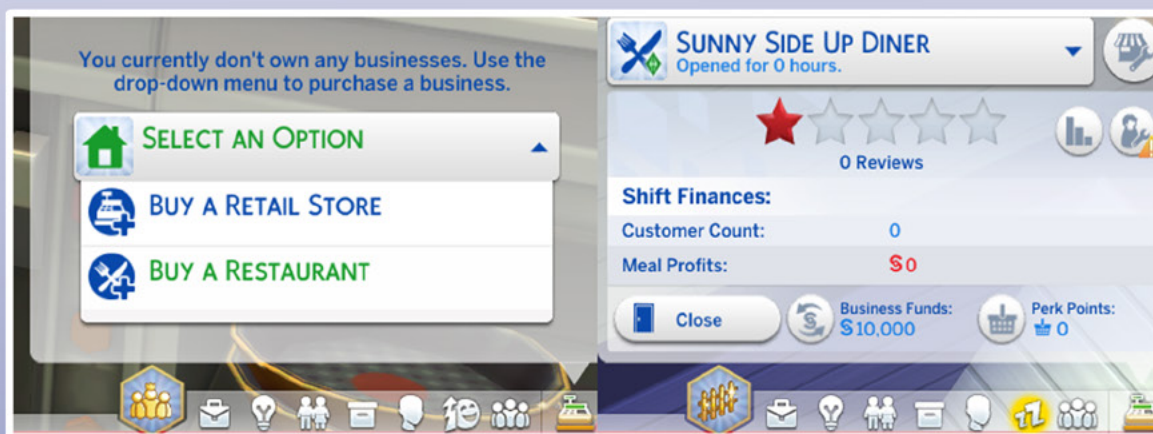 You currently don't own any businesses. Use the
drop-down menu to purchase a business.
SELECT AN OPTION
BUY A RETAIL STORE
BUY A RESTAURANT
SUNNY SIDE UP DINER
Opened for 0 hours.
0 Reviews
Shift Finances:
Customer Count: 0
Meal Profits: §0
Close
Business Funds:
§10,000
Perk Points:
0